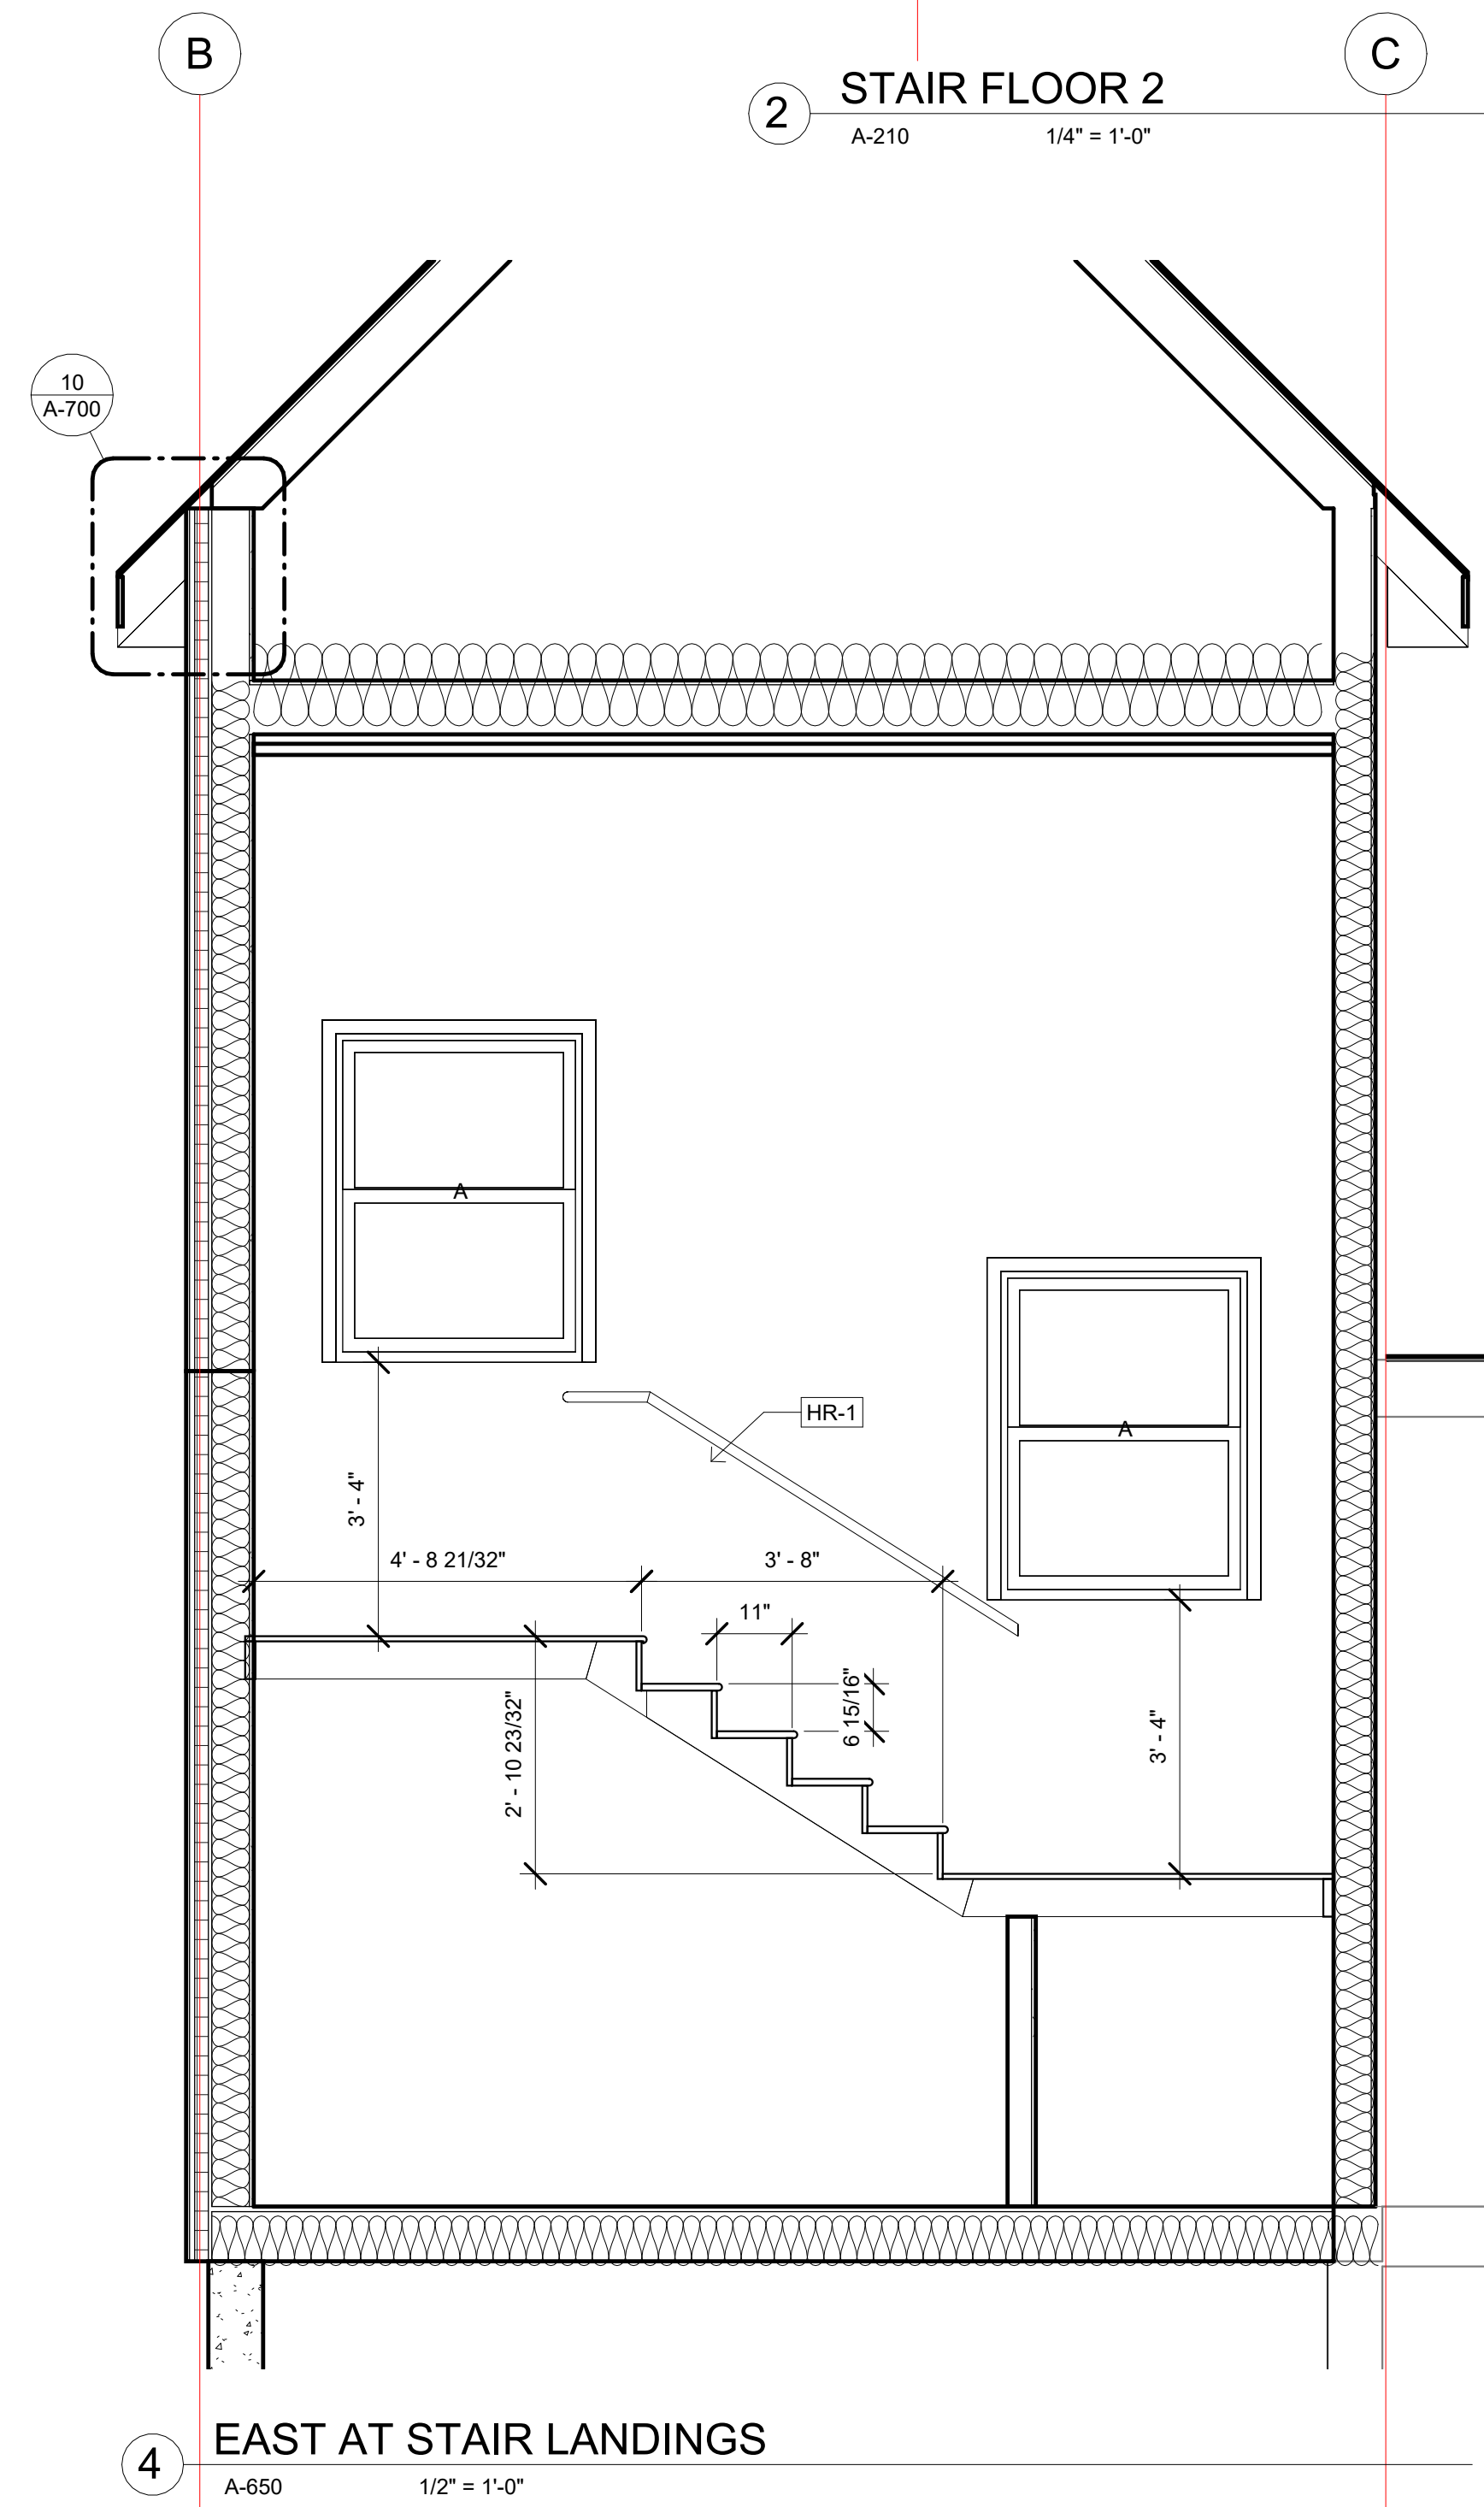 B
C
2
STAIR FLOOR 2
A-210
1/4" = 1'-0"
10
A-700
A
A
HR-1
3' - 4"
4' - 8 21/32"
3' - 8"
11"
6 15/16"
2' - 10 23/32"
3' - 4"
4
EAST AT STAIR LANDINGS
A-650
1/2" = 1'-0"